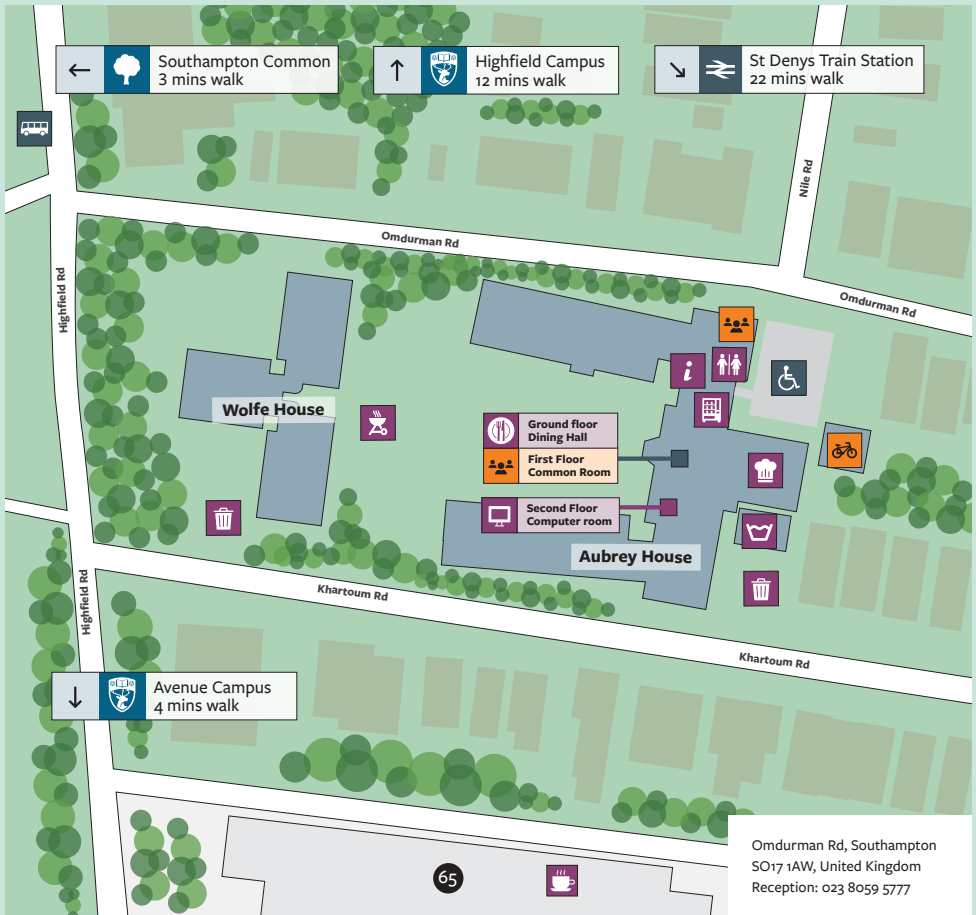 Southampton Common
3 mins walk
Highfield Campus
12 mins walk
St Denys Train Station
22 mins walk
Nile Rd
Omdurman Rd
Omdurman Rd
Highfield Rd
Wolfe House
Ground floor
Dining Hall
First Floor
Common Room
Second Floor
Computer room
Aubrey House
i
Highfield Rd
Khartoum Rd
Khartoum Rd
Avenue Campus
4 mins walk
65
Omdurman Rd, Southampton
SO17 1AW, United Kingdom
Reception: 023 8059 5777